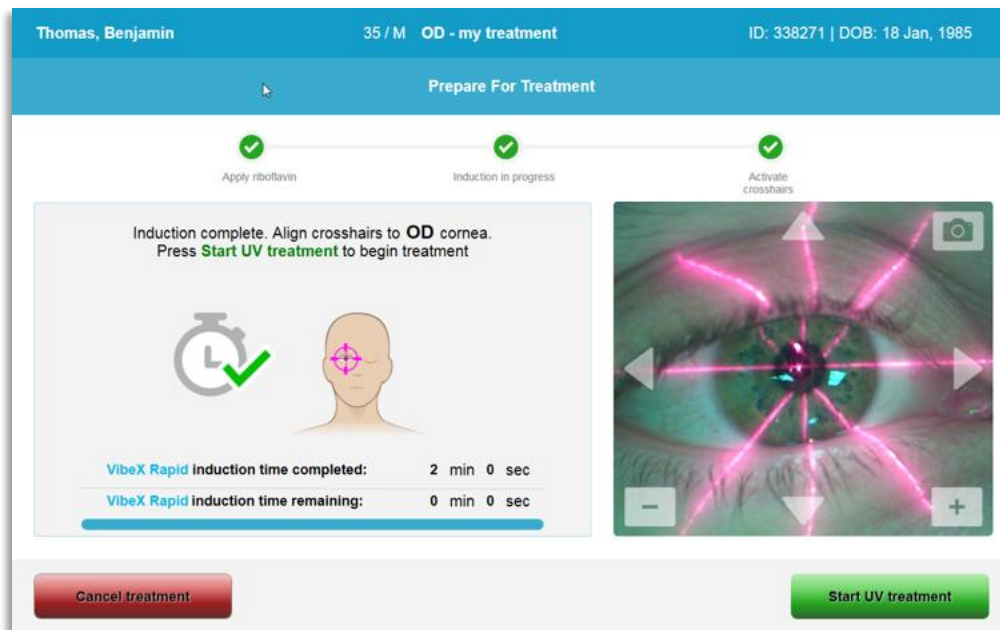 Thomas, Benjamin 35 / M OD - my treatment ID: 338271 | DOB: 18 Jan, 1985
Prepare For Treatment
Apply riboflavin Induction in progress Activate
crosshairs
Induction complete. Align crosshairs to OD cornea.
Press Start UV treatment to begin treatment
VibeX Rapid induction time completed: 2 min 0 sec
VibeX Rapid induction time remaining: 0 min 0 sec
Cancel treatment Start UV treatment